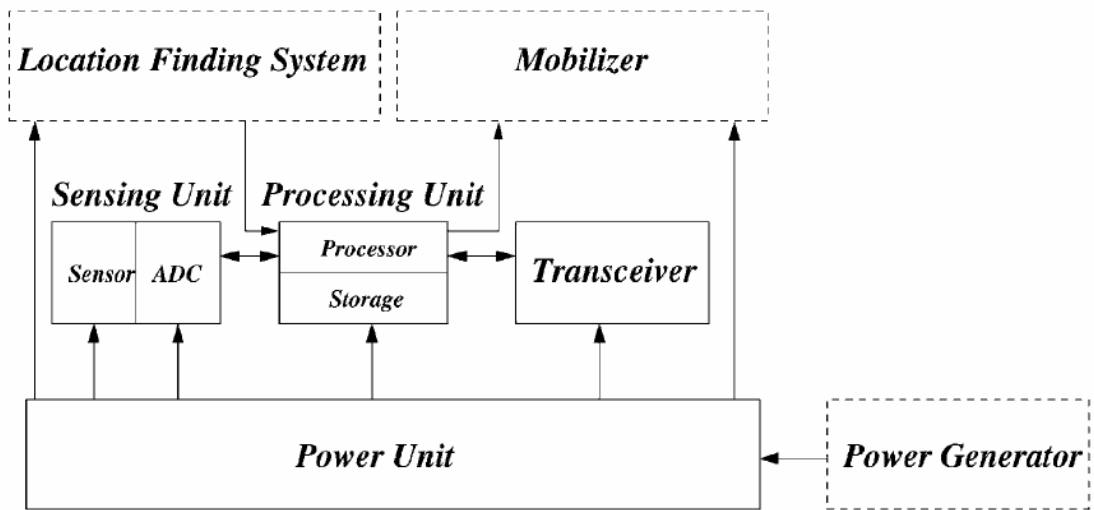 Location Finding System
Mobilizer
Sensing Unit
Processing Unit
Sensor
ADC
Processor
Storage
Transceiver
Power Unit
Power Generator